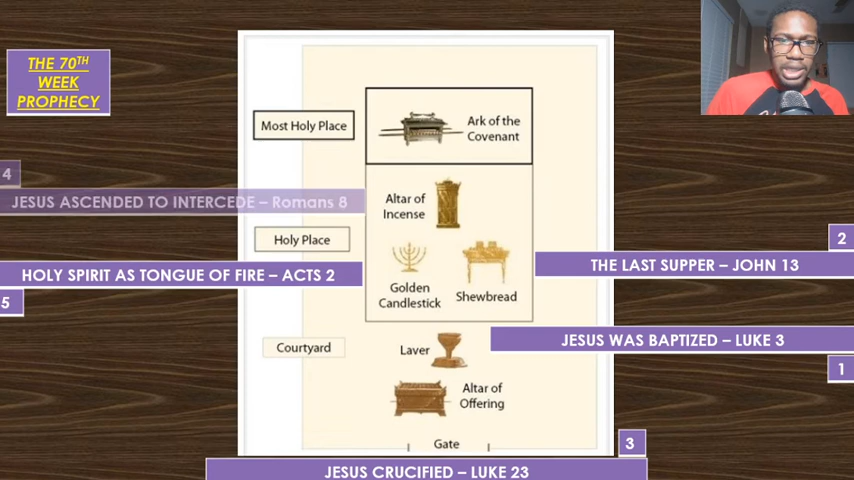 THE 70TH
WEEK
PROPHECY
Most Holy Place
Ark of the
Covenant
4
JESUS ASCENDED TO INTERCEDE – Romans 8
Altar of
Incense
Holy Place
2
THE LAST SUPPER – JOHN 13
HOLY SPIRIT AS TONGUE OF FIRE – ACTS 2
5
Golden
Candlestick
Shewbread
JESUS WAS BAPTIZED – LUKE 3
1
Courtyard
Laver
Altar of
Offering
Gate
3
JESUS CRUCIFIED – LUKE 23